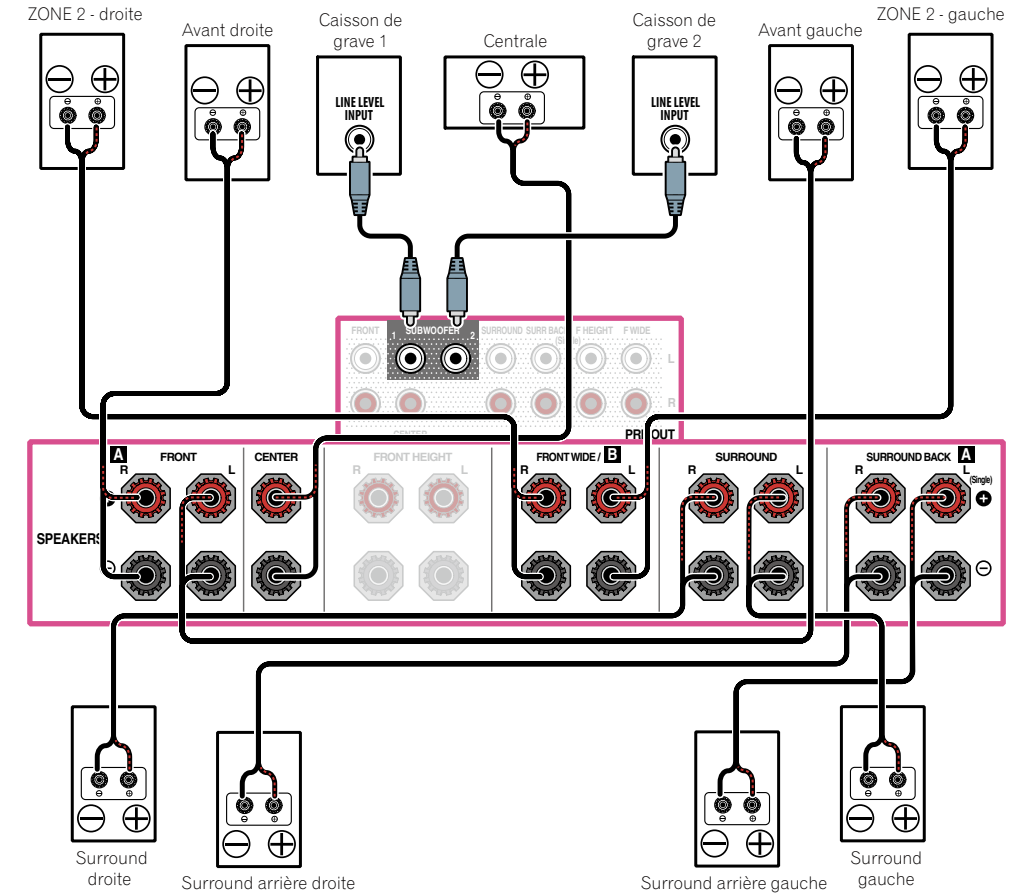 ZONE 2 - droite
Avant droite
Caisson de
grave 1
Centrale
Caisson de
grave 2
Avant gauche
ZONE 2 - gauche
LINE LEVEL
INPUT
LINE LEVEL
INPUT
FRONT
1 SUBWOOFER 2
SURROUND
SURR BACK
(Single)
F HEIGHT
F WIDE
L
R
CENTER
PRE OUT
A
FRONT
R L
CENTER
FRONT HEIGHT
R L
FRONT WIDE / B
R L
SURROUND
R L
SURROUND BACK A
R L
(Single)
SPEAKERS
Surround
droite
Surround arrière droite
Surround arrière gauche
Surround
gauche